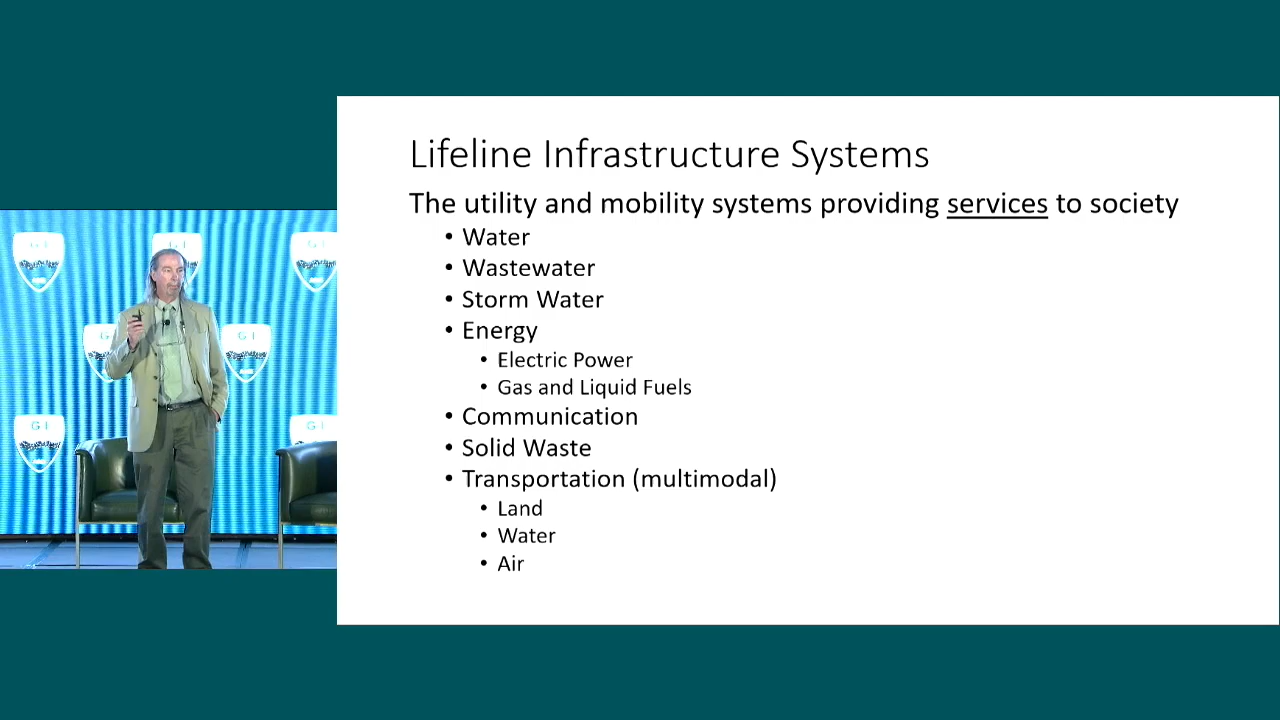 Lifeline Infrastructure Systems
The utility and mobility systems providing services to society
• Water
• Wastewater
• Storm Water
• Energy
• Electric Power
• Gas and Liquid Fuels
• Communication
• Solid Waste
• Transportation (multimodal)
• Land
• Water
• Air
G I
G I
G I
G I
G I
G I
G I